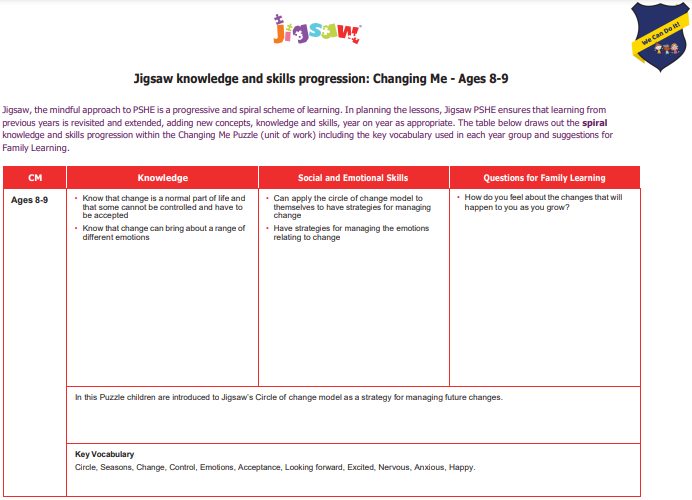 jigsaw
We Can Do It!
Jigsaw knowledge and skills progression: Changing Me - Ages 8-9
Jigsaw, the mindful approach to PSHE is a progressive and spiral scheme of learning. In planning the lessons, Jigsaw PSHE ensures that learning from
previous years is revisited and extended, adding new concepts, knowledge and skills, year on year as appropriate. The table below draws out the spiral
knowledge and skills progression within the Changing Me Puzzle (unit of work) including the key vocabulary used in each year group and suggestions for
Family Learning.
CM
Knowledge
Social and Emotional Skills
Questions for Family Learning
Ages 8-9
• Know that change is a normal part of life and
that some cannot be controlled and have to
be accepted
• Know that change can bring about a range of
different emotions
• Can apply the circle of change model to
themselves to have strategies for managing
change
• Have strategies for managing the emotions
relating to change
• How do you feel about the changes that will
happen to you as you grow?
In this Puzzle children are introduced to Jigsaw's Circle of change model as a strategy for managing future changes.
Key Vocabulary
Circle, Seasons, Change, Control, Emotions, Acceptance, Looking forward, Excited, Nervous, Anxious, Happy.